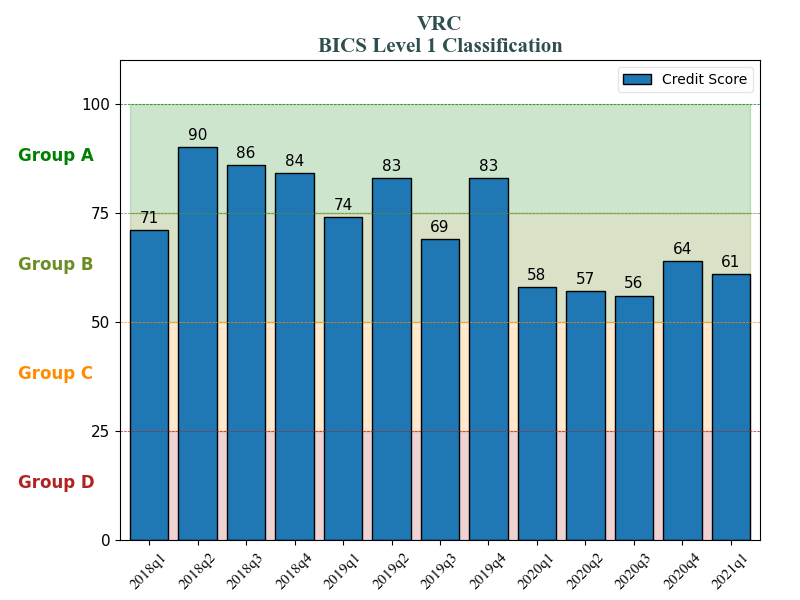 VRC
BICS Level 1 Classification
Credit Score
100
75
50
25
0
Group A
Group B
Group C
Group D
71
90
86
84
74
83
69
83
58
57
56
64
61
2018q1
2018q2
2018q3
2018q4
2019q1
2019q2
2019q3
2019q4
2020q1
2020q2
2020q3
2020q4
2021q1